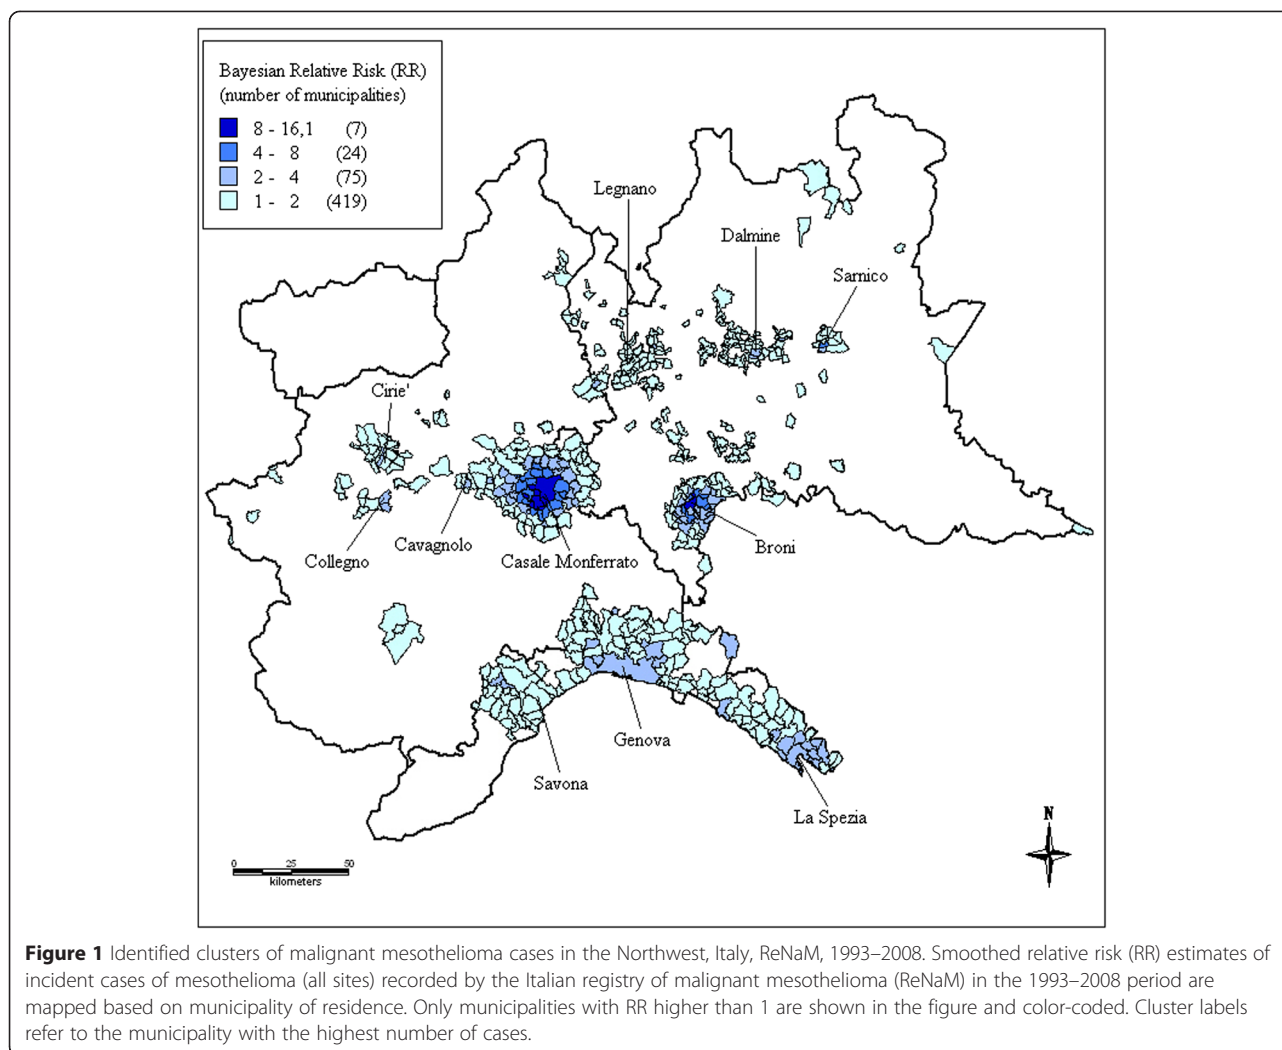 Bayesian Relative Risk (RR)
(number of municipalities)
8 - 16,1 (7)
4 - 8 (24)
2 - 4 (75)
1 - 2 (419)
Legnano
Dalmine
Sarnico
Cirie'
Collegno
Cavagnolo
Casale Monferrato
Broni
Genova
Savona
La Spezia
N
0 25 50
kilometers
Figure 1 Identified clusters of malignant mesothelioma cases in the Northwest, Italy, ReNaM, 1993–2008. Smoothed relative risk (RR) estimates of
incident cases of mesothelioma (all sites) recorded by the Italian registry of malignant mesothelioma (ReNaM) in the 1993–2008 period are
mapped based on municipality of residence. Only municipalities with RR higher than 1 are shown in the figure and color-coded. Cluster labels
refer to the municipality with the highest number of cases.